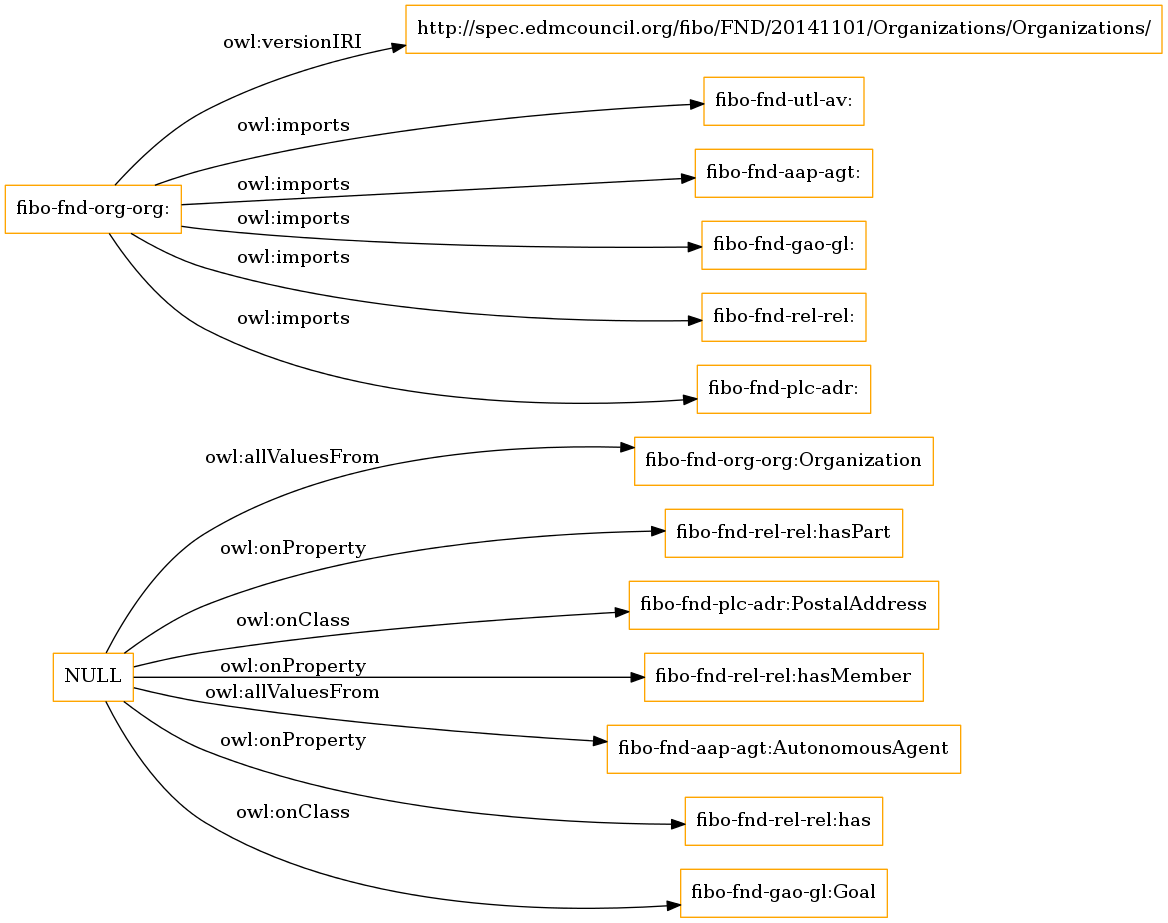 http://spec.edmcouncil.org/fibo/FND/20141101/Organizations/Organizations/
owl:versionIRI
fibo-fnd-utl-av:
owl:imports
fibo-fnd-aap-agt:
owl:imports
fibo-fnd-org-org:
owl:imports
fibo-fnd-gao-gl:
owl:imports
fibo-fnd-rel-rel:
owl:imports
fibo-fnd-plc-adr:
owl:allValuesFrom
fibo-fnd-org-org:Organization
owl:onProperty
fibo-fnd-rel-rel:hasPart
owl:onClass
fibo-fnd-plc-adr:PostalAddress
NULL
owl:onProperty
fibo-fnd-rel-rel:hasMember
owl:allValuesFrom
fibo-fnd-aap-agt:AutonomousAgent
owl:onProperty
fibo-fnd-rel-rel:has
owl:onClass
fibo-fnd-gao-gl:Goal